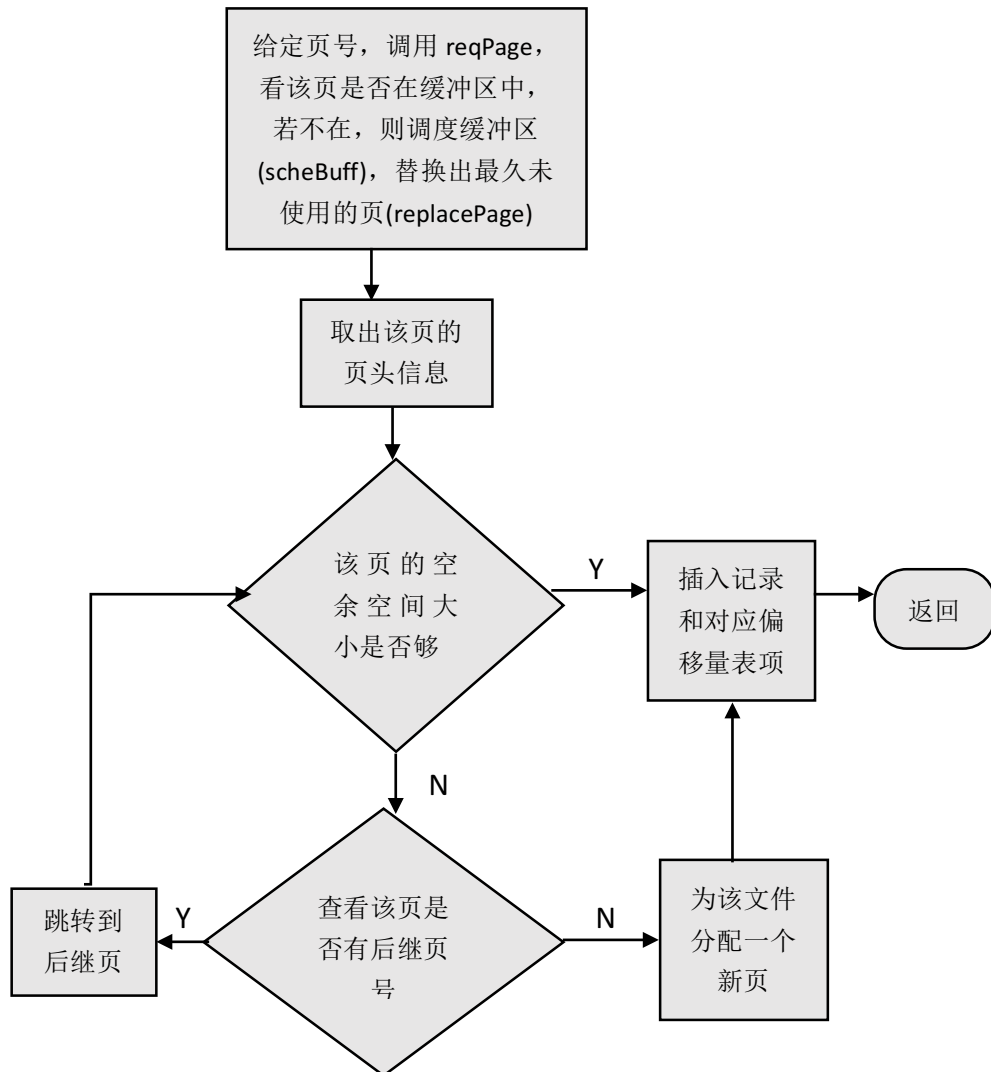 给定页号，调用 reqPage，
看该页是否在缓冲区中，
若不在，则调度缓冲区
(scheBuff)，替换出最久未
使用的页(replacePage)
取出该页的
页头信息
该页的空
余空间大
小是否够
Y
插入记录
和对应偏
移量表项
返回
N
跳转到
后继页
Y
查看该页是
否有后继页
号
N
为该文件
分配一个
新页